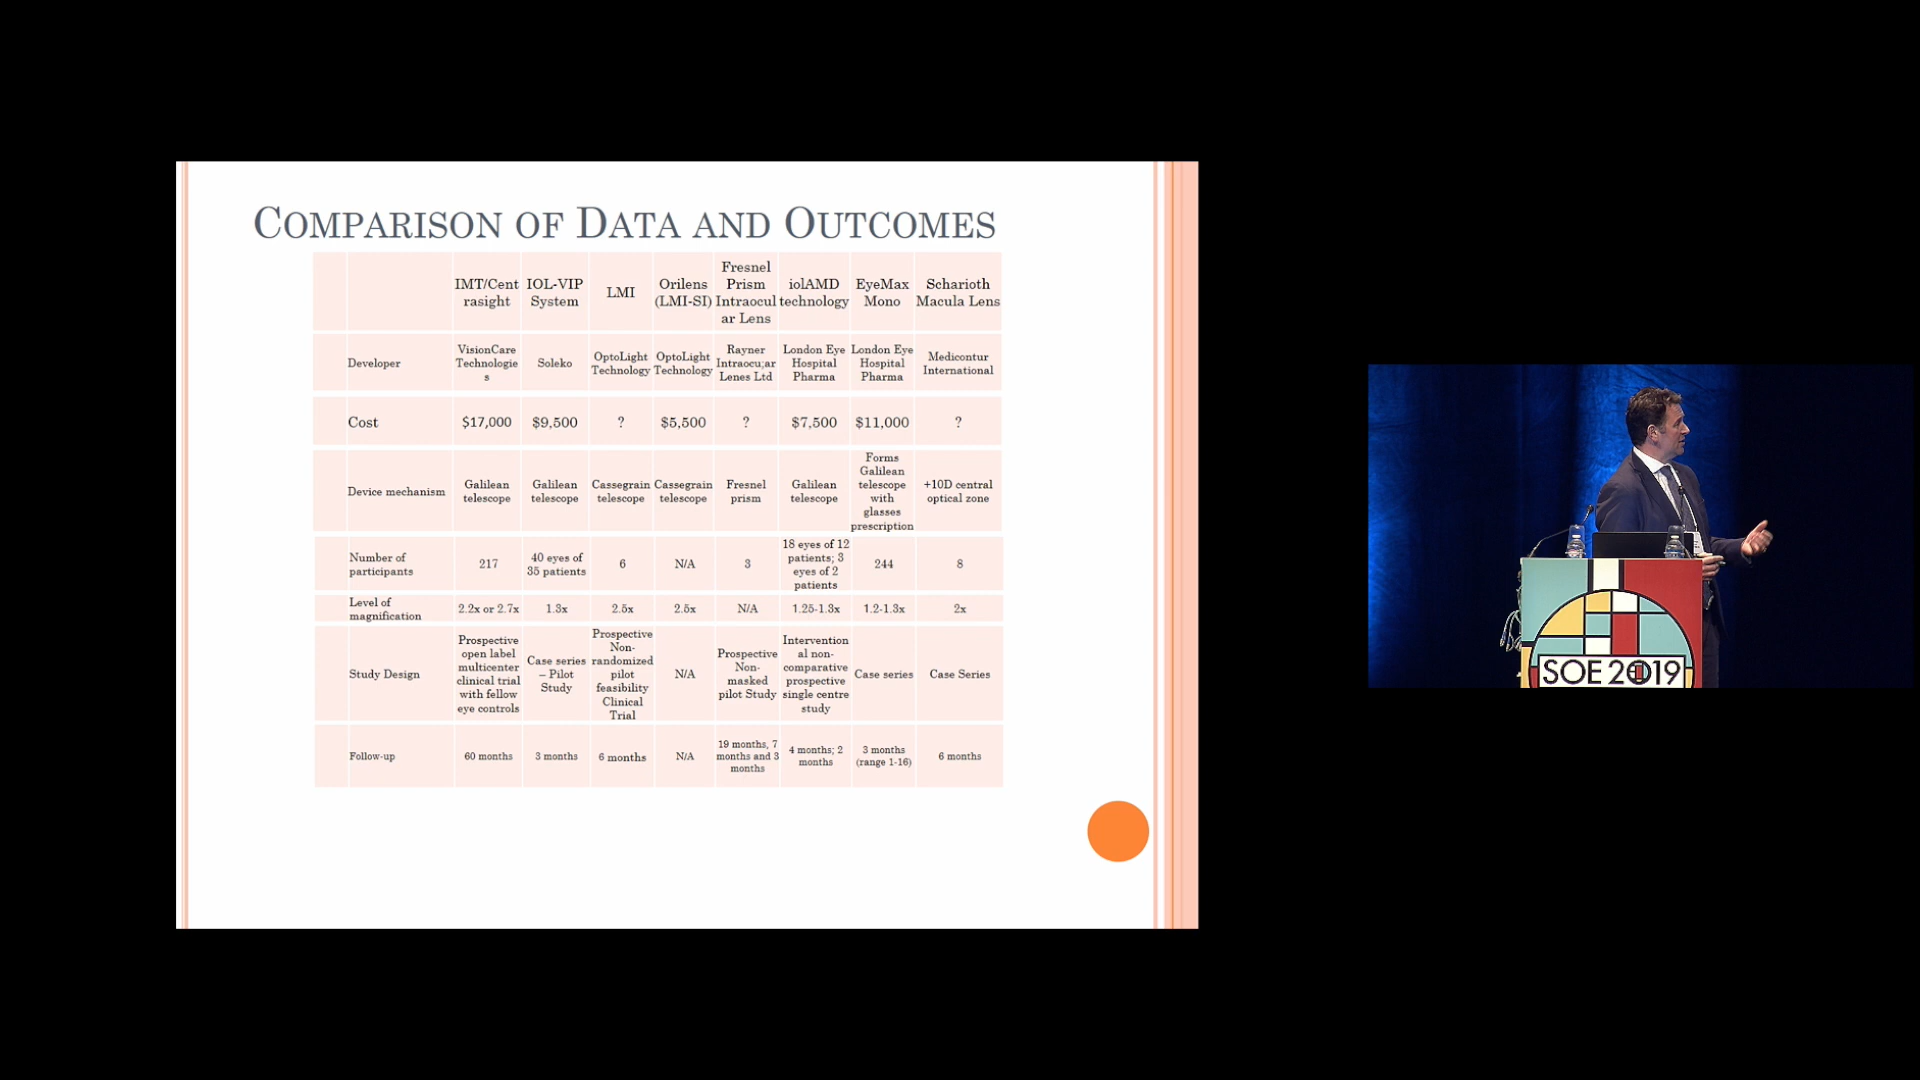 COMPARISON OF DATA AND OUTCOMES
IMT/Cent
rasight
IOL-VIP
System
LMI
Orilens
(LMI-SI)
Fresnel
Prism
Intraocul
ar Lens
iolAMD
technology
EyeMax
Mono
Scharioth
Macula Lens
Developer
VisionCare
Technologie
s
Soleko
OptoLight
Technology
OptoLight
Technology
Rayner
Intraocu;ar
Lenes Ltd
London Eye
Hospital
Pharma
London Eye
Hospital
Pharma
Medicontur
International
Cost
$17,000
$9,500
?
$5,500
?
$7,500
$11,000
?
Device mechanism
Galilean
telescope
Galilean
telescope
Cassegrain
telescope
Cassegrain
telescope
Fresnel
prism
Galilean
telescope
Forms
Galilean
telescope
with
glasses
prescription
+10D central
optical zone
Number of
participants
217
40 eyes of
35 patients
6
N/A
3
18 eyes of 12
patients; 3
eyes of 2
patients
244
8
Level of
magnification
2.2x or 2.7x
1.3x
2.5x
2.5x
N/A
1.25-1.3x
1.2-1.3x
2x
Study Design
Prospective
open label
multicenter
clinical trial
with fellow
eye controls
Case series
– Pilot
Study
Prospective
Non-
randomized
pilot
feasibility
Clinical
Trial
N/A
Prospective
Non-
masked
pilot Study
Intervention
al non-
comparative
prospective
single centre
study
Case series
Case Series
Follow-up
60 months
3 months
6 months
N/A
19 months, 7
months and 3
months
4 months; 2
months
3 months
(range 1-16)
6 months
SOE 2019